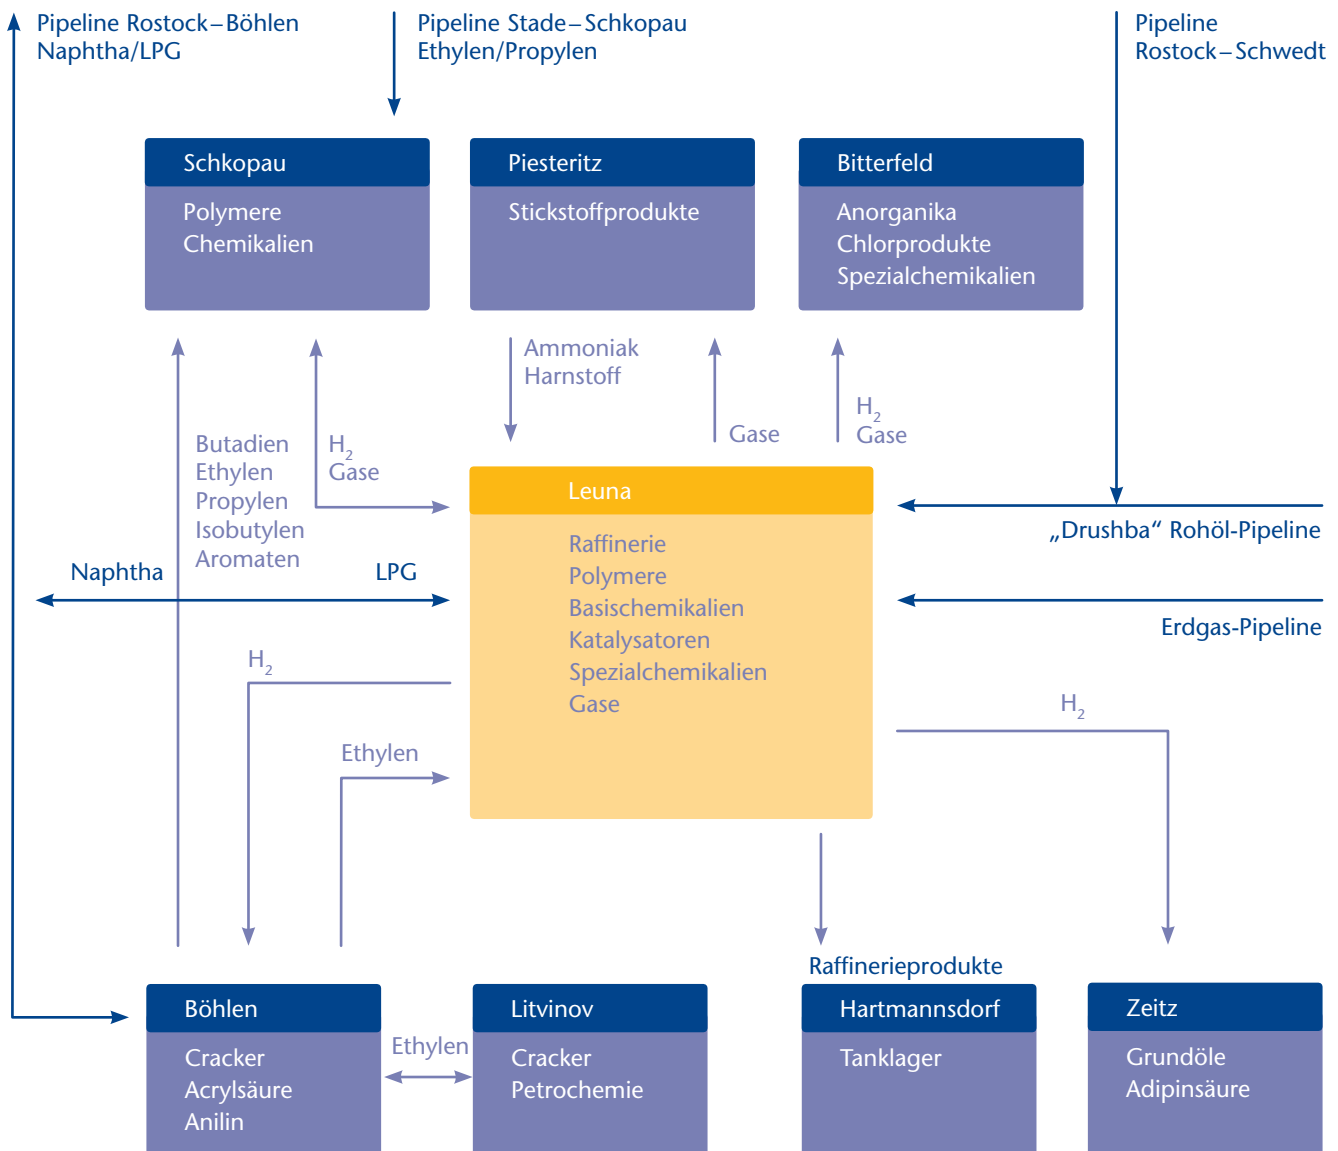 Pipeline Rostock–Böhlen
Naphtha/LPG
Pipeline Stade–Schkopau
Ethylen/Propylen
Pipeline
Rostock–Schwedt
Schkopau
Polymere
Chemikalien
Piesteritz
Stickstoffprodukte
Bitterfeld
Anorganika
Chlorprodukte
Spezialchemikalien
Butadien
Ethylen
Propylen
Isobutylen
Aromaten
H₂
Gase
Ammoniak
Harnstoff
Gase
H₂
Gase
Naphtha
LPG
Leuna
Raffinerie
Polymere
Basischemikalien
Katalysatoren
Spezialchemikalien
Gase
„Drushba“ Rohöl-Pipeline
Erdgas-Pipeline
H₂
Ethylen
H₂
Raffinerieprodukte
Böhlen
Cracker
Acrylsäure
Anilin
Ethylen
Litvinov
Cracker
Petrochemie
Hartmannsdorf
Tanklager
Zeitz
Grundöle
Adipinsäure